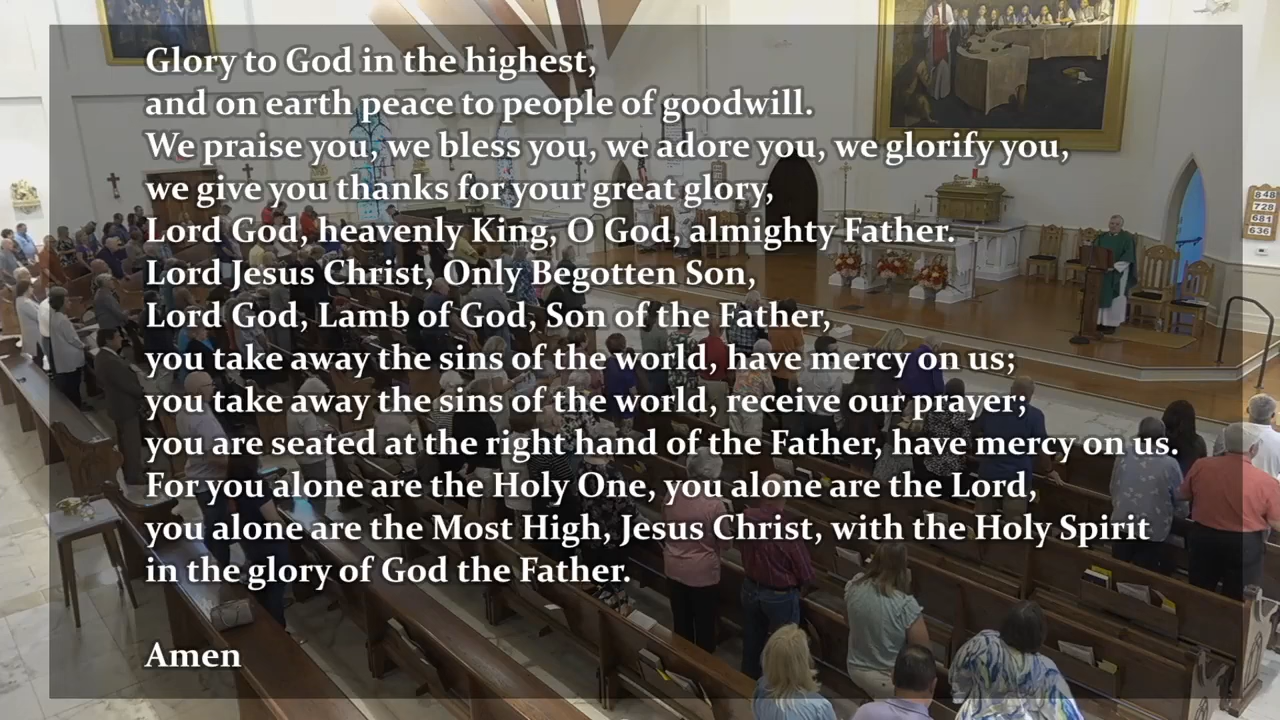 Glory to God in the highest,
and on earth peace to people of goodwill.
We praise you, we bless you, we adore you, we glorify you,
we give you thanks for your great glory,
Lord God, heavenly King, O God, almighty Father.
Lord Jesus Christ, Only Begotten Son,
Lord God, Lamb of God, Son of the Father,
you take away the sins of the world, have mercy on us;
you take away the sins of the world, receive our prayer;
you are seated at the right hand of the Father, have mercy on us.
For you alone are the Holy One, you alone are the Lord,
you alone are the Most High, Jesus Christ, with the Holy Spirit
in the glory of God the Father.
Amen
848
728
681
636